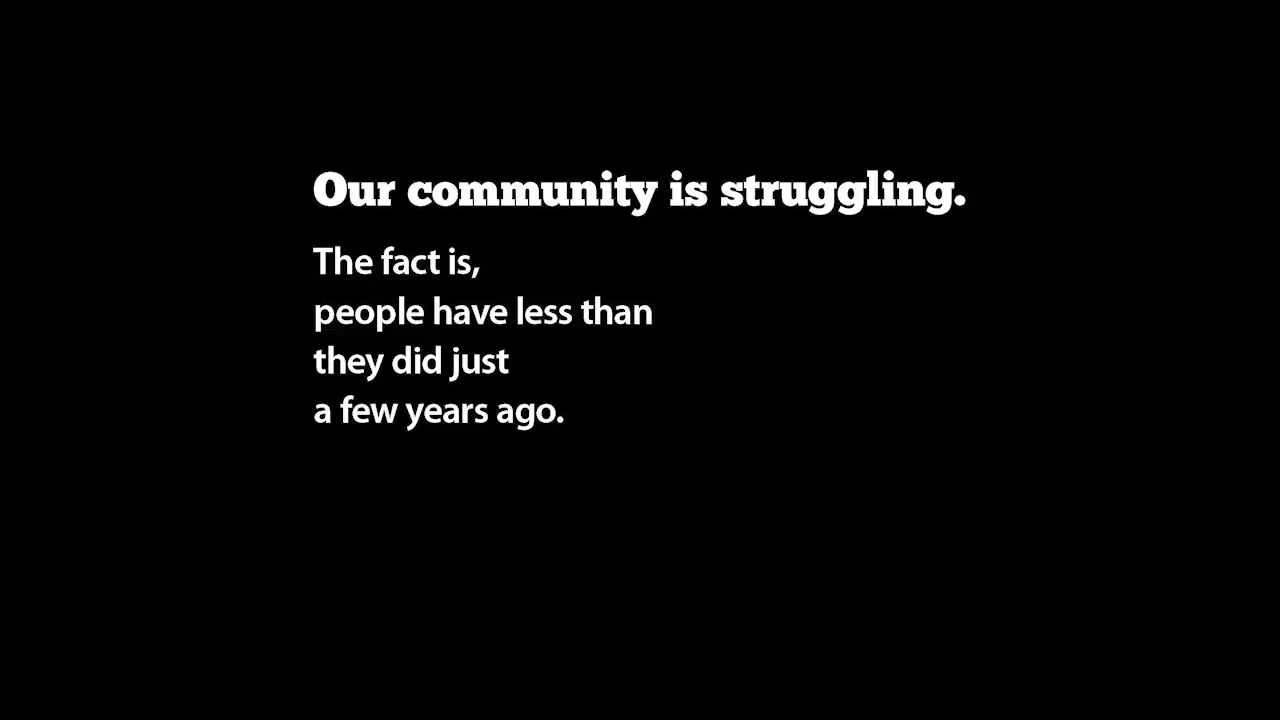 Our community is struggling.
The fact is,
people have less than
they did just
a few years ago.